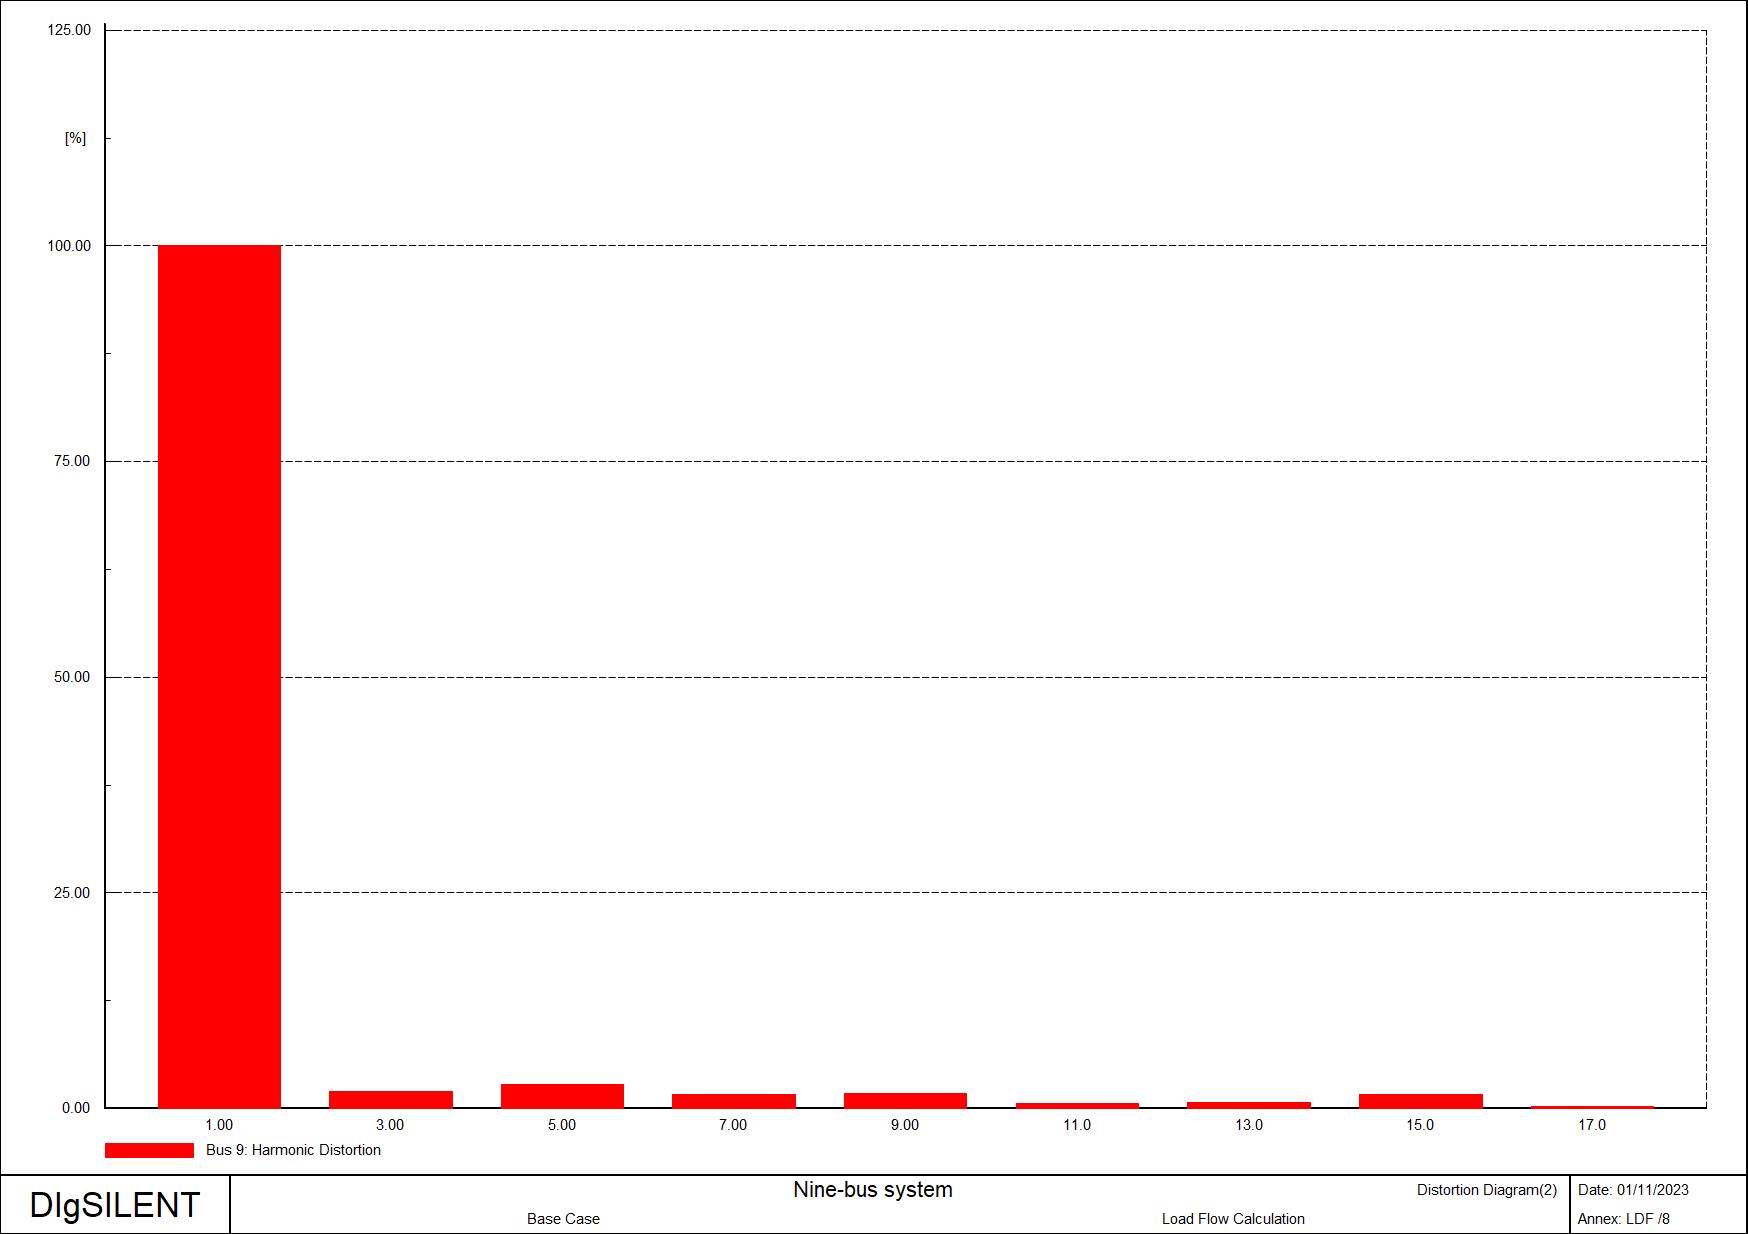 125.00
[%]
100.00
75.00
50.00
25.00
0.00
1.00 3.00 5.00 7.00 9.00 11.0 13.0 15.0 17.0
Bus 9: Harmonic Distortion
DIgSILENT
Nine-bus system
Base Case
Load Flow Calculation
Distortion Diagram(2)
Date: 01/11/2023
Annex: LDF /8